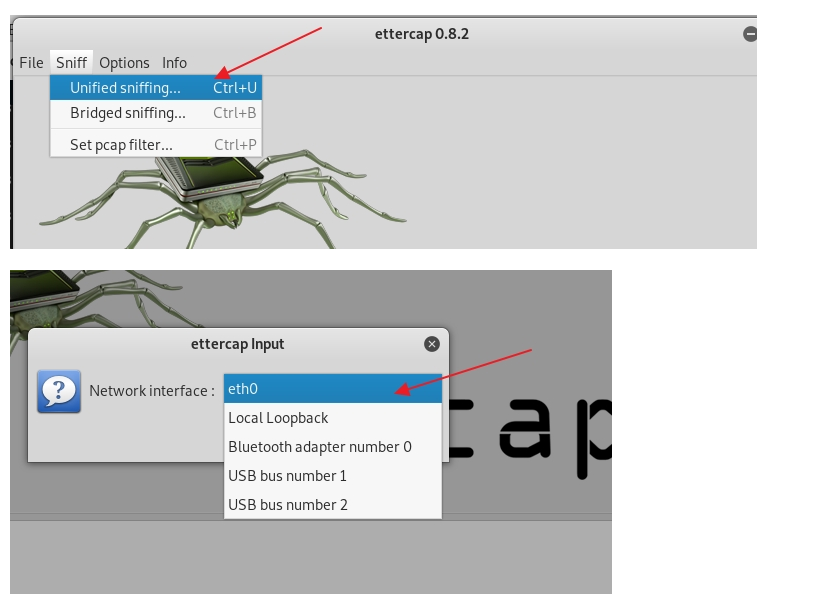 ettercap 0.8.2
File Sniff Options Info
Unified sniffing... Ctrl+U
Bridged sniffing... Ctrl+B
Set pcap filter... Ctrl+P
ettercap Input
Network interface : eth0
Local Loopback
Bluetooth adapter number 0
USB bus number 1
USB bus number 2
cap